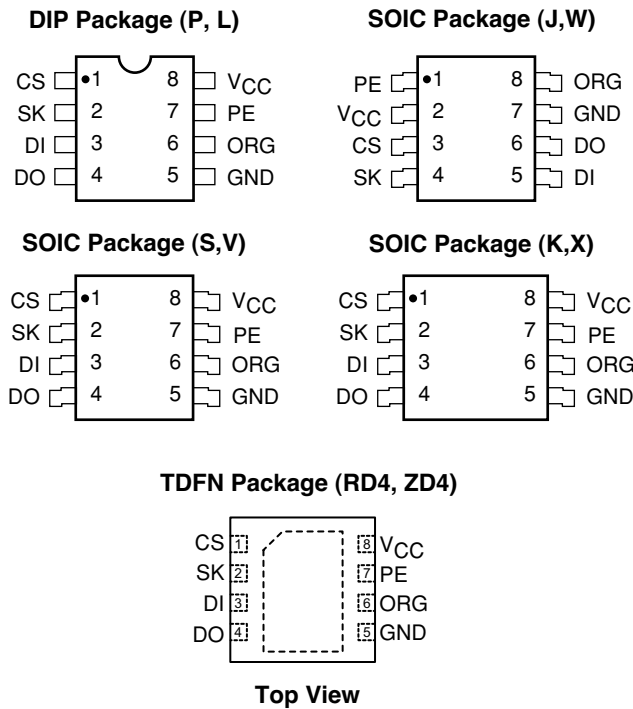 DIP Package (P, L)
CS 1 8 VCC
SK 2 7 PE
DI 3 6 ORG
DO 4 5 GND
SOIC Package (J,W)
PE 1 8 ORG
VCC 2 7 GND
CS 3 6 DO
SK 4 5 DI
SOIC Package (S,V)
CS 1 8 VCC
SK 2 7 PE
DI 3 6 ORG
DO 4 5 GND
SOIC Package (K,X)
CS 1 8 VCC
SK 2 7 PE
DI 3 6 ORG
DO 4 5 GND
TDFN Package (RD4, ZD4)
CS 1 8 VCC
SK 2 7 PE
DI 3 6 ORG
DO 4 5 GND
Top View